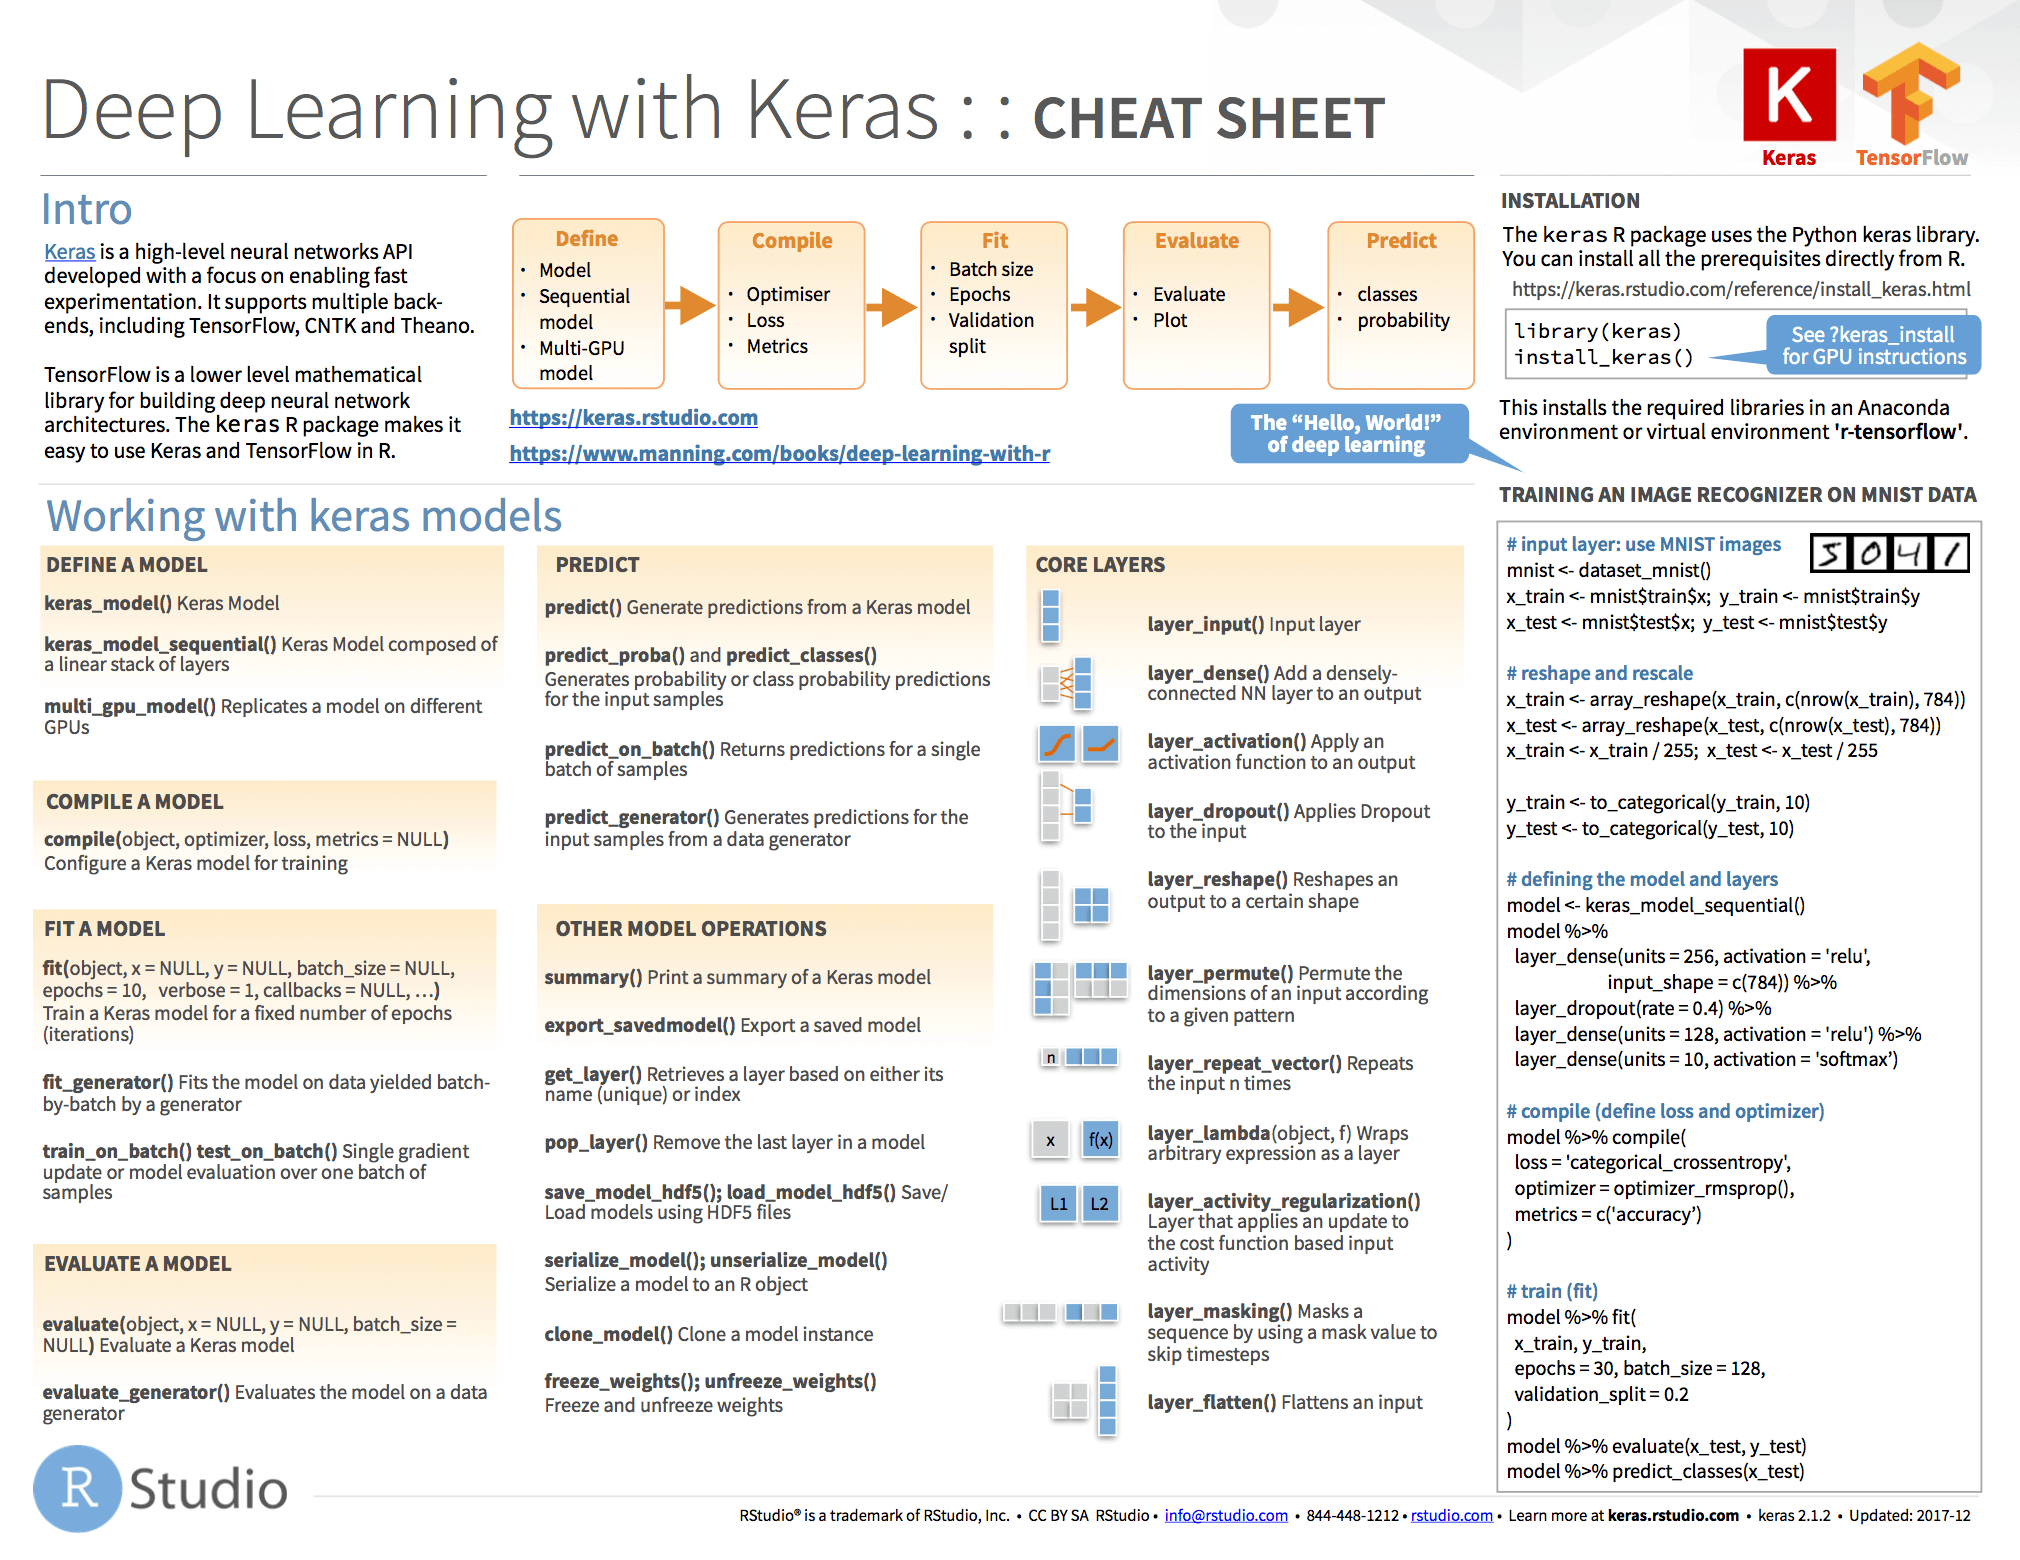 Deep Learning with Keras : : CHEAT SHEET
K
Keras
TensorFlow
Intro
Keras is a high-level neural networks API
developed with a focus on enabling fast
experimentation. It supports multiple back-
ends, including TensorFlow, CNTK and Theano.
TensorFlow is a lower level mathematical
library for building deep neural network
architectures. The keras R package makes it
easy to use Keras and TensorFlow in R.
Define
• Model
• Sequential
model
• Multi-GPU
model
Compile
• Optimiser
• Loss
• Metrics
Fit
• Batch size
• Epochs
• Validation
split
Evaluate
• Evaluate
• Plot
Predict
• classes
• probability
https://keras.rstudio.com
https://www.manning.com/books/deep-learning-with-r
The “Hello, World!”
of deep learning
INSTALLATION
The keras R package uses the Python keras library.
You can install all the prerequisites directly from R.
https://keras.rstudio.com/reference/install_keras.html
library(keras)
install_keras()
See ?keras_install
for GPU instructions
This installs the required libraries in an Anaconda
environment or virtual environment 'r-tensorflow'.
Working with keras models
DEFINE A MODEL
keras_model() Keras Model
keras_model_sequential() Keras Model composed of
a linear stack of layers
multi_gpu_model() Replicates a model on different
GPUs
COMPILE A MODEL
compile(object, optimizer, loss, metrics = NULL)
Configure a Keras model for training
FIT A MODEL
fit(object, x = NULL, y = NULL, batch_size = NULL,
epochs = 10, verbose = 1, callbacks = NULL, …)
Train a Keras model for a fixed number of epochs
(iterations)
fit_generator() Fits the model on data yielded batch-
by-batch by a generator
train_on_batch() test_on_batch() Single gradient
update or model evaluation over one batch of
samples
EVALUATE A MODEL
evaluate(object, x = NULL, y = NULL, batch_size =
NULL) Evaluate a Keras model
evaluate_generator() Evaluates the model on a data
generator
PREDICT
predict() Generate predictions from a Keras model
predict_proba() and predict_classes()
Generates probability or class probability predictions
for the input samples
predict_on_batch() Returns predictions for a single
batch of samples
predict_generator() Generates predictions for the
input samples from a data generator
OTHER MODEL OPERATIONS
summary() Print a summary of a Keras model
export_savedmodel() Export a saved model
get_layer() Retrieves a layer based on either its
name (unique) or index
pop_layer() Remove the last layer in a model
save_model_hdf5(); load_model_hdf5() Save/
Load models using HDF5 files
serialize_model(); unserialize_model()
Serialize a model to an R object
clone_model() Clone a model instance
freeze_weights(); unfreeze_weights()
Freeze and unfreeze weights
CORE LAYERS
layer_input() Input layer
layer_dense() Add a densely-
connected NN layer to an output
layer_activation() Apply an
activation function to an output
layer_dropout() Applies Dropout
to the input
layer_reshape() Reshapes an
output to a certain shape
layer_permute() Permute the
dimensions of an input according
to a given pattern
n
layer_repeat_vector() Repeats
the input n times
x f(x)
layer_lambda(object, f) Wraps
arbitrary expression as a layer
L1 L2
layer_activity_regularization()
Layer that applies an update to
the cost function based input
activity
layer_masking() Masks a
sequence by using a mask value to
skip timesteps
layer_flatten() Flattens an input
TRAINING AN IMAGE RECOGNIZER ON MNIST DATA
5 0 4 1
# input layer: use MNIST images
mnist <- dataset_mnist()
x_train <- mnist$train$x; y_train <- mnist$train$y
x_test <- mnist$test$x; y_test <- mnist$test$y
# reshape and rescale
x_train <- array_reshape(x_train, c(nrow(x_train), 784))
x_test <- array_reshape(x_test, c(nrow(x_test), 784))
x_train <- x_train / 255; x_test <- x_test / 255
y_train <- to_categorical(y_train, 10)
y_test <- to_categorical(y_test, 10)
# defining the model and layers
model <- keras_model_sequential()
model %>%
layer_dense(units = 256, activation = 'relu',
input_shape = c(784)) %>%
layer_dropout(rate = 0.4) %>%
layer_dense(units = 128, activation = 'relu') %>%
layer_dense(units = 10, activation = 'softmax’)
# compile (define loss and optimizer)
model %>% compile(
loss = 'categorical_crossentropy',
optimizer = optimizer_rmsprop(),
metrics = c('accuracy’)
)
# train (fit)
model %>% fit(
x_train, y_train,
epochs = 30, batch_size = 128,
validation_split = 0.2
)
model %>% evaluate(x_test, y_test)
model %>% predict_classes(x_test)
R Studio
RStudio® is a trademark of RStudio, Inc. • CC BY SA RStudio • info@rstudio.com • 844-448-1212 • rstudio.com • Learn more at keras.rstudio.com • keras 2.1.2 • Updated: 2017-12